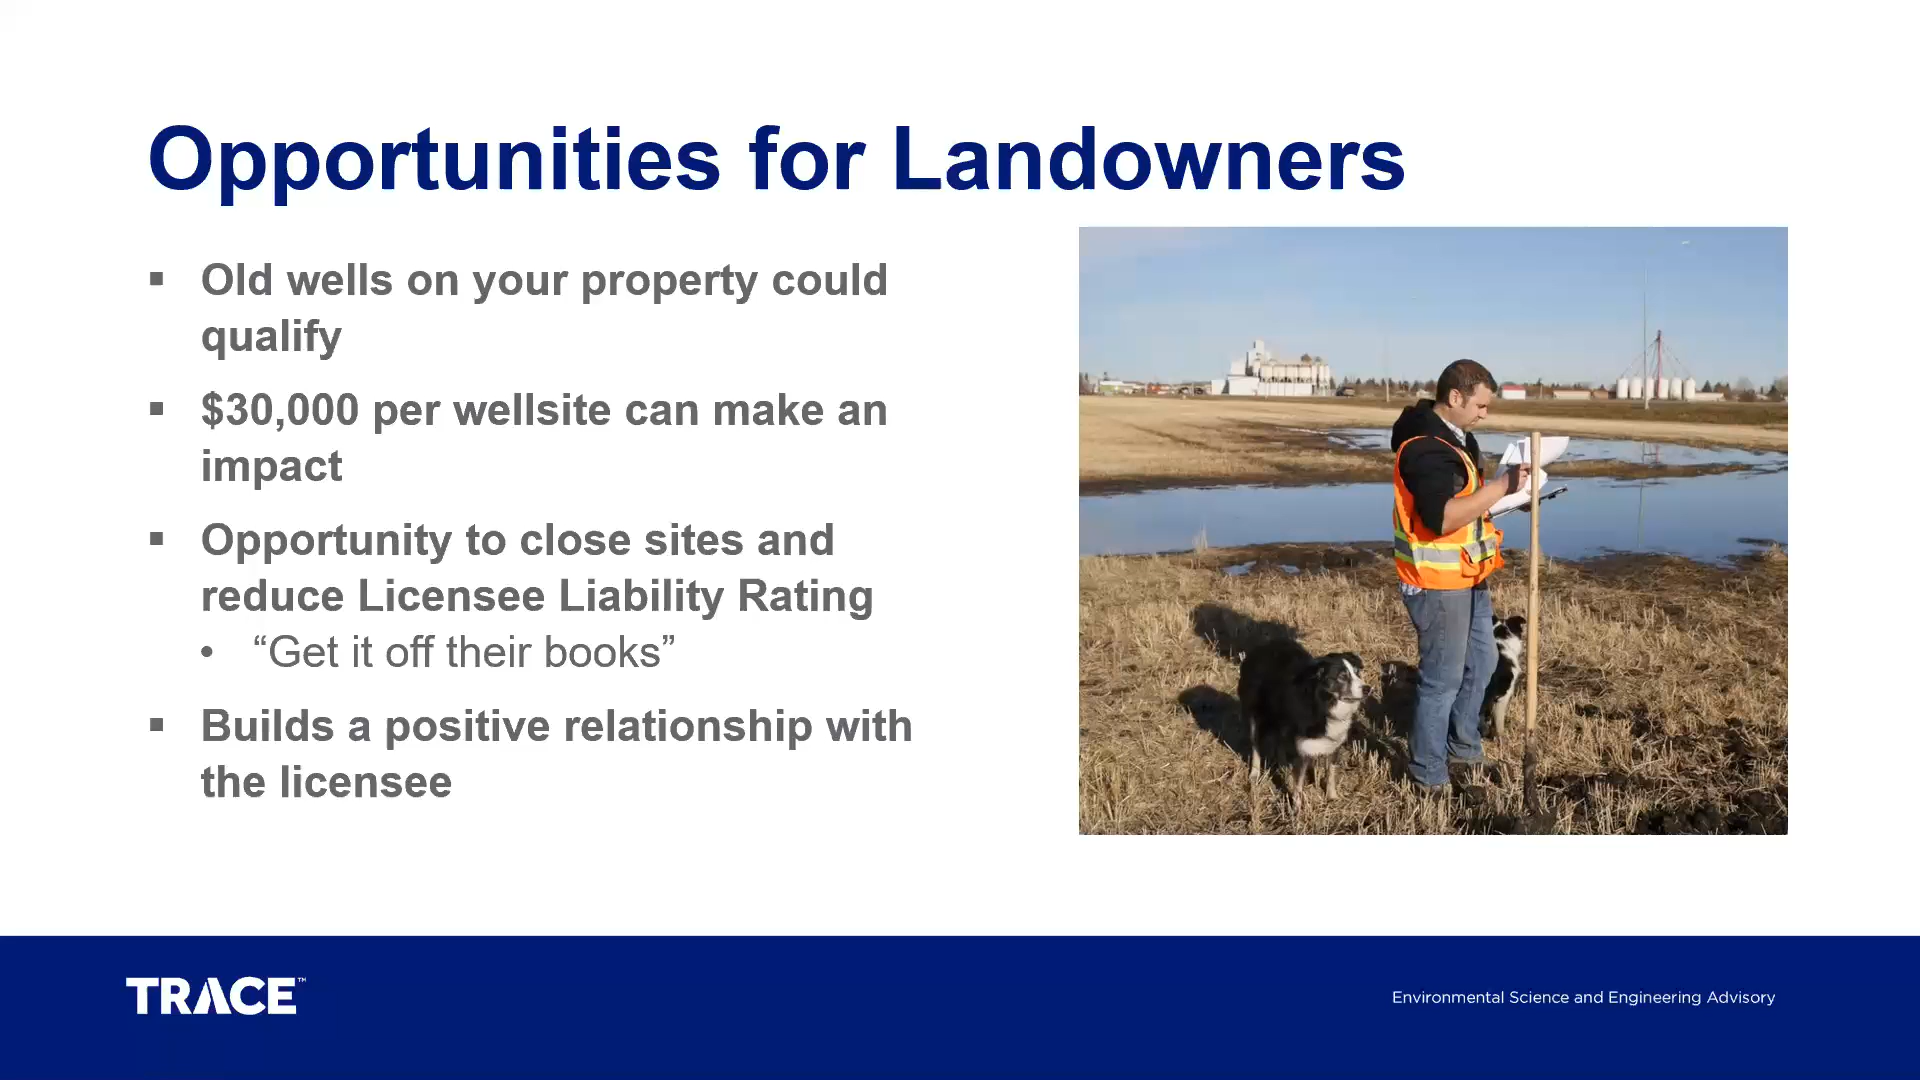 Opportunities for Landowners
▪ Old wells on your property could
qualify
▪ $30,000 per wellsite can make an
impact
▪ Opportunity to close sites and
reduce Licensee Liability Rating
• “Get it off their books”
▪ Builds a positive relationship with
the licensee
TRACE™
Environmental Science and Engineering Advisory